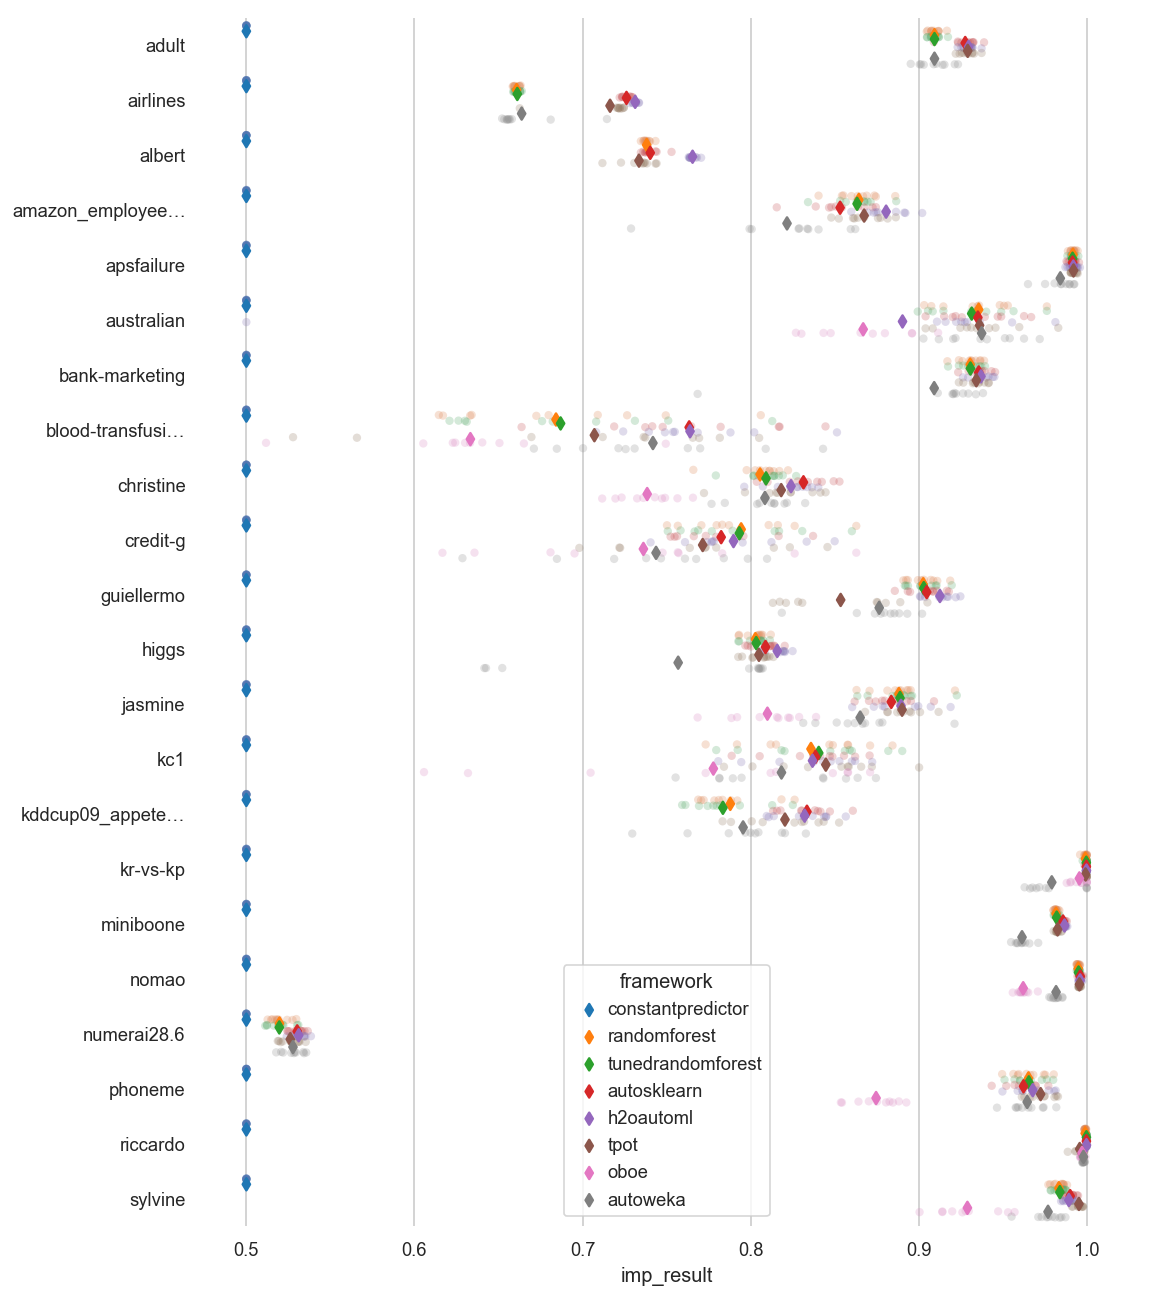 adult
airlines
albert
amazon_employee…
apsfailure
australian
bank-marketing
blood-transfusi…
christine
credit-g
guiellermo
higgs
jasmine
kc1
kddcup09_appete…
kr-vs-kp
miniboone
nomao
numerai28.6
phoneme
riccardo
sylvine
framework
constantpredictor
randomforest
tunedrandomforest
autosklearn
h2oautoml
tpot
oboe
autoweka
0.5 0.6 0.7 0.8 0.9 1.0
imp_result